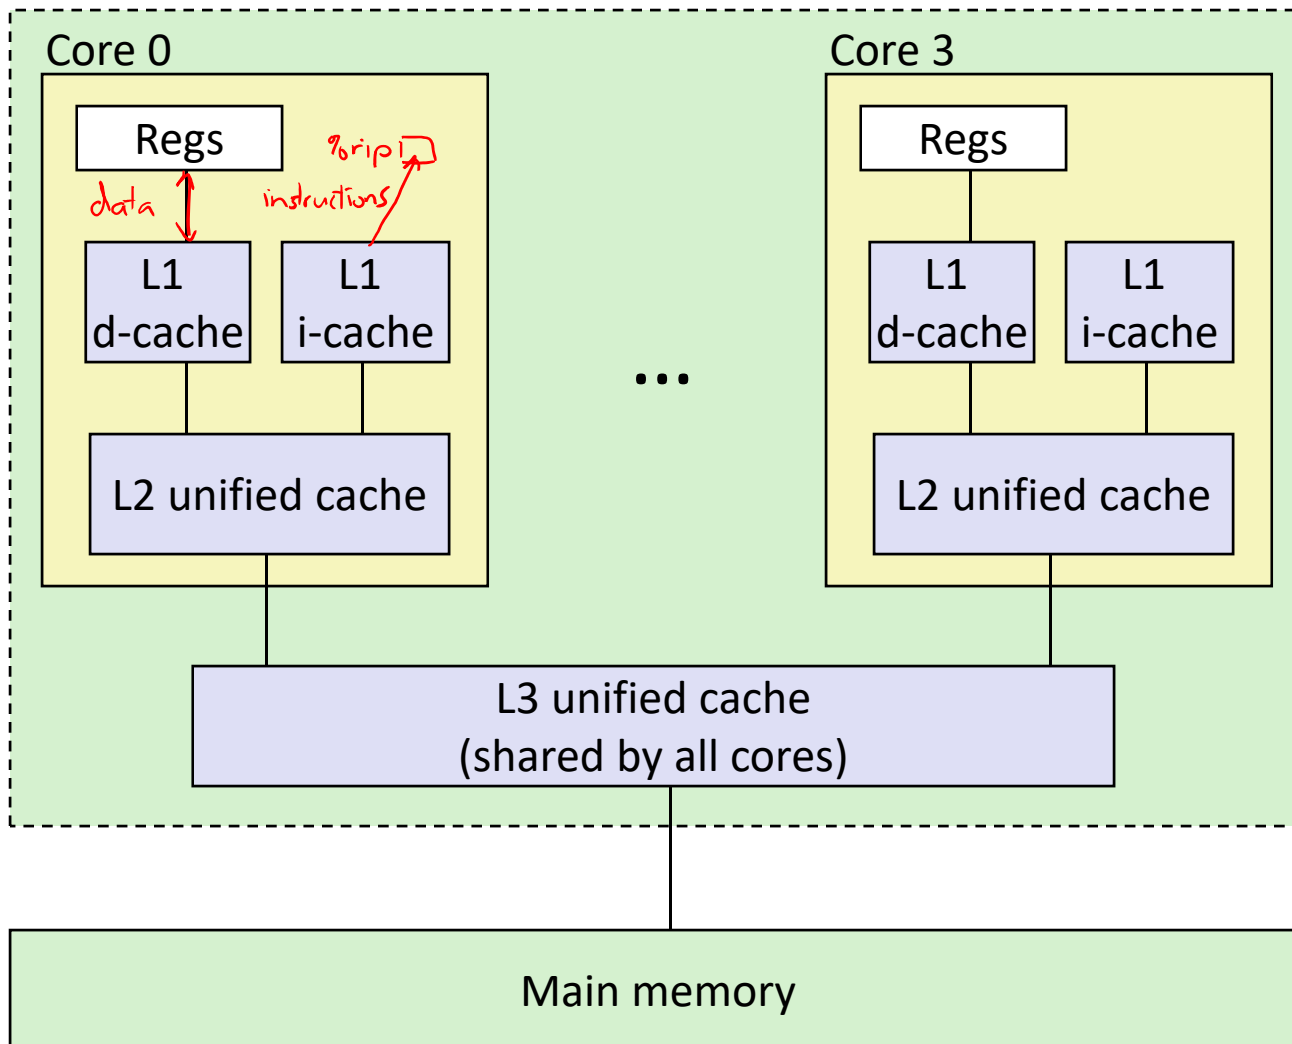 Core 0
Regs
%rip
data
instructions
L1
d-cache
L1
i-cache
L2 unified cache
...
Core 3
Regs
L1
d-cache
L1
i-cache
L2 unified cache
L3 unified cache
(shared by all cores)
Main memory